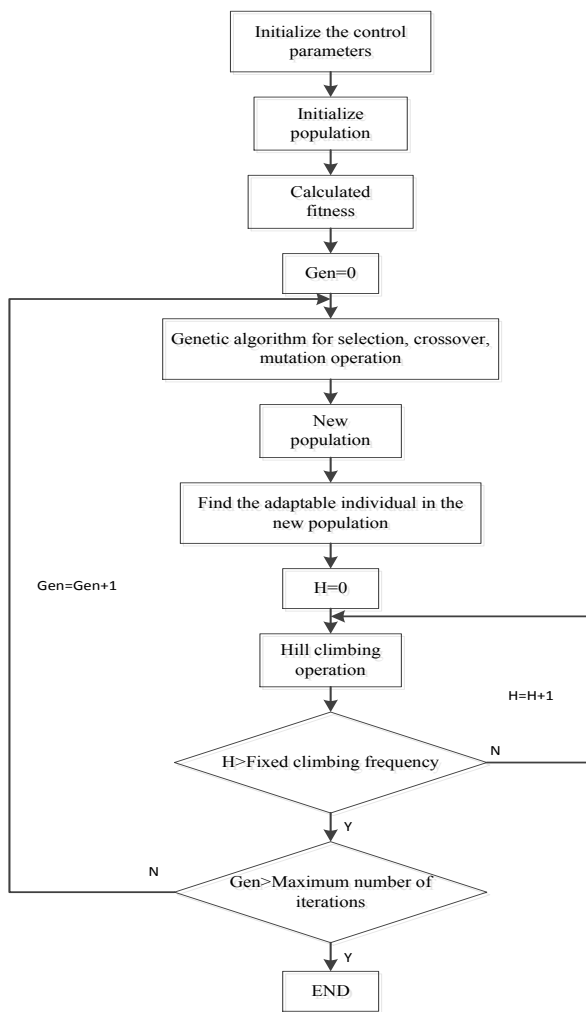 Initialize the control
parameters
Initialize
population
Calculated
fitness
Gen=0
Genetic algorithm for selection, crossover,
mutation operation
New
population
Find the adaptable individual in the
new population
Gen=Gen+1
H=0
Hill climbing
operation
H=H+1
H>Fixed climbing frequency
N
Y
N
Gen>Maximum number of
iterations
Y
END